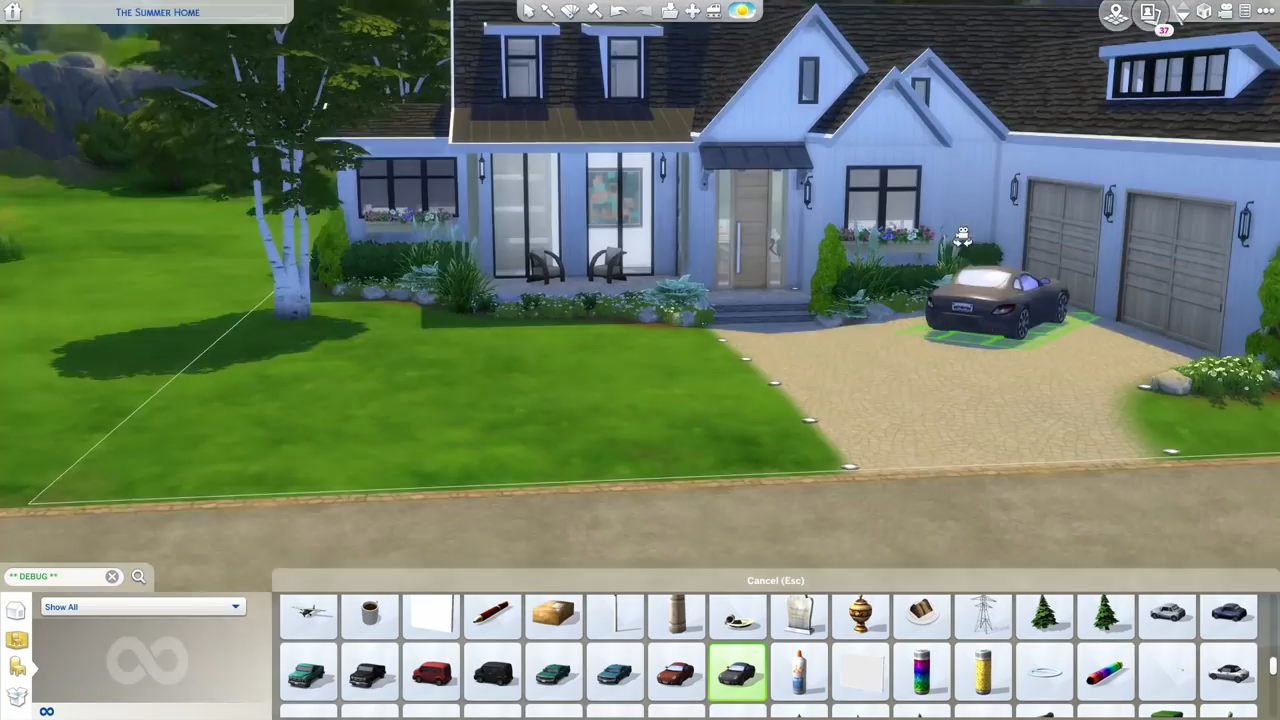 The Summer Home
37
** DEBUG **
Cancel (Esc)
Show All